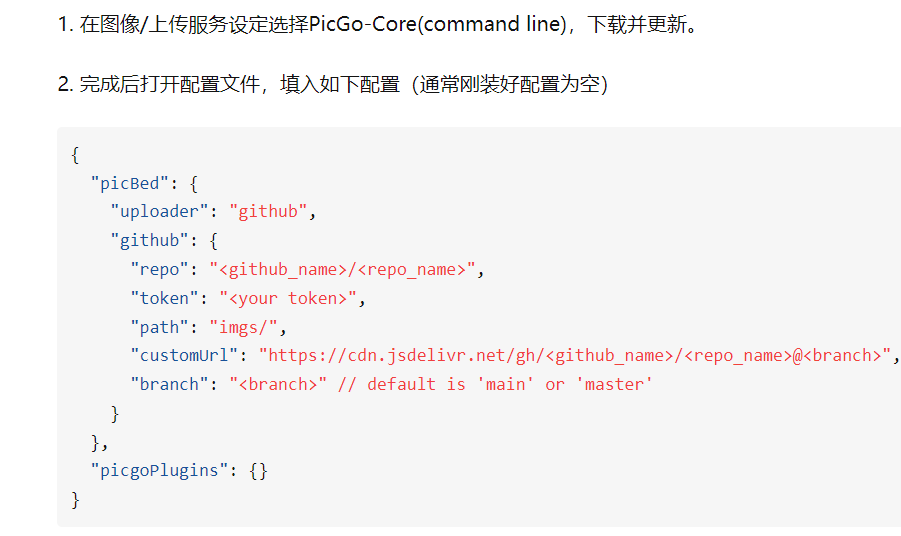 1. 在图像/上传服务设定选择PicGo-Core(command line)，下载并更新。
2. 完成后打开配置文件，填入如下配置（通常刚装好配置为空）
{
  "picBed": {
    "uploader": "github",
    "github": {
      "repo": "<github_name>/<repo_name>",
      "token": "<your token>",
      "path": "imgs/",
      "customUrl": "https://cdn.jsdelivr.net/gh/<github_name>/<repo_name>@<branch>",
      "branch": "<branch>" // default is 'main' or 'master'
    }
  },
  "picgoPlugins": {}
}